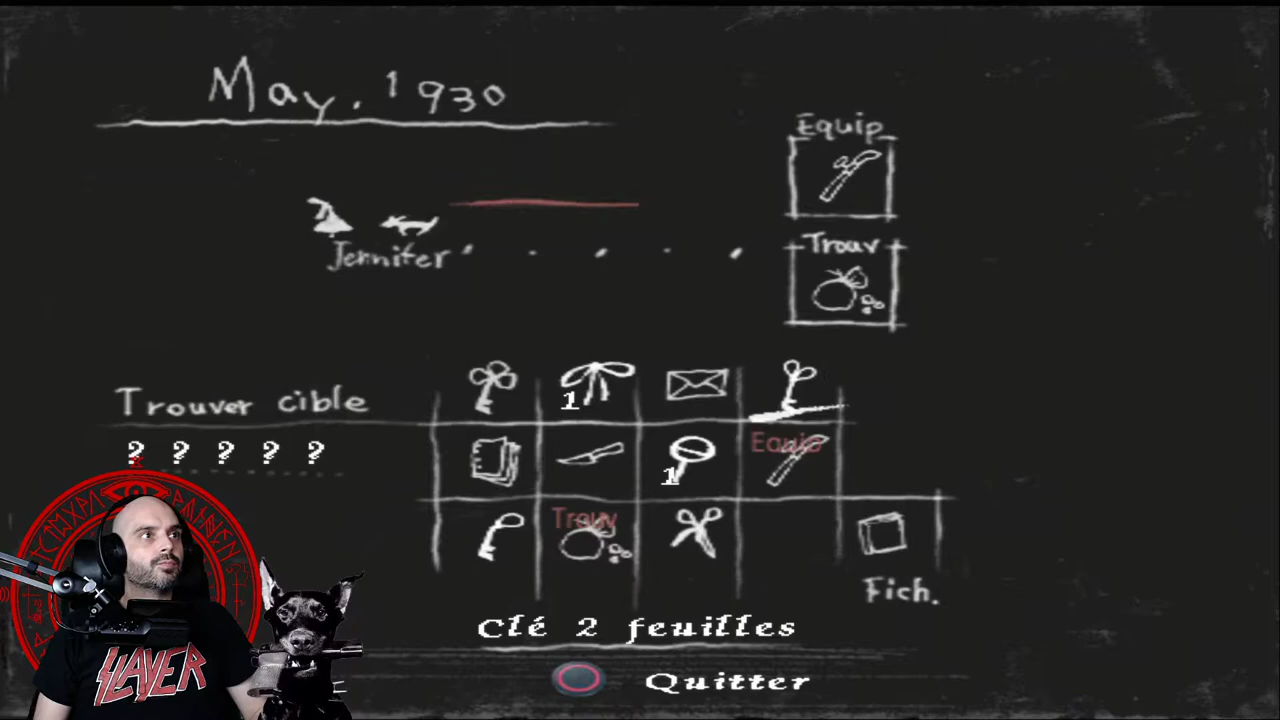 May. 1930
Equip
Jennifer
Trouv
Trouver cible
1
? ? ? ? ?
Equip
1
Trouv
Fich.
Clé 2 feuilles
Quitter
SLAYER